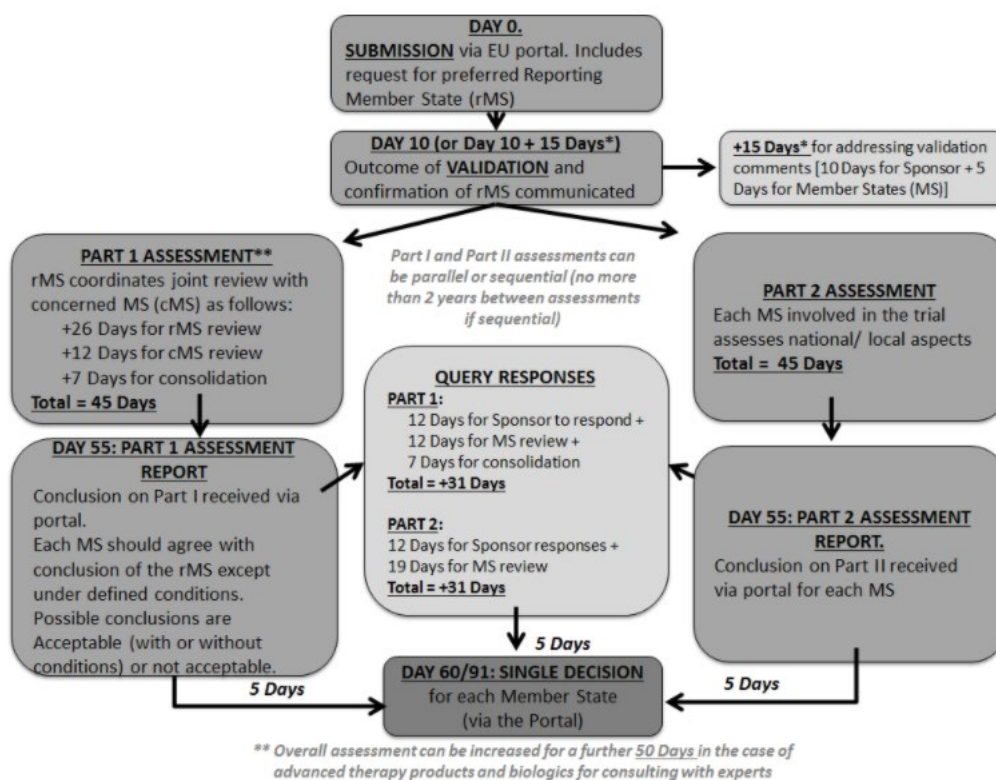 DAY 0.
SUBMISSION via EU portal. Includes
request for preferred Reporting
Member State (rMS)
DAY 10 (or Day 10 + 15 Days*)
Outcome of VALIDATION and
confirmation of rMS communicated
+15 Days* for addressing validation
comments [10 Days for Sponsor + 5
Days for Member States (MS)]
PART 1 ASSESSMENT**
rMS coordinates joint review with
concerned MS (cMS) as follows:
+26 Days for rMS review
+12 Days for cMS review
+7 Days for consolidation
Total = 45 Days
Part I and Part II assessments can
be parallel or sequential (no more
than 2 years between assessments
if sequential)
PART 2 ASSESSMENT
Each MS involved in the trial
assesses national/ local aspects
Total = 45 Days
QUERY RESPONSES
PART 1:
12 Days for Sponsor to respond +
12 Days for MS review +
7 Days for consolidation
Total = +31 Days
PART 2:
12 Days for Sponsor responses +
19 Days for MS review
Total = +31 Days
DAY 55: PART 1 ASSESSMENT
REPORT
Conclusion on Part I received via
portal.
Each MS should agree with
conclusion of the rMS except
under defined conditions.
Possible conclusions are
Acceptable (with or without
conditions) or not acceptable.
DAY 55: PART 2 ASSESSMENT
REPORT.
Conclusion on Part II received
via portal for each MS
5 Days
5 Days
5 Days
DAY 60/91: SINGLE DECISION
for each Member State
(via the Portal)
** Overall assessment can be increased for a further 50 Days in the case of
advanced therapy products and biologics for consulting with experts